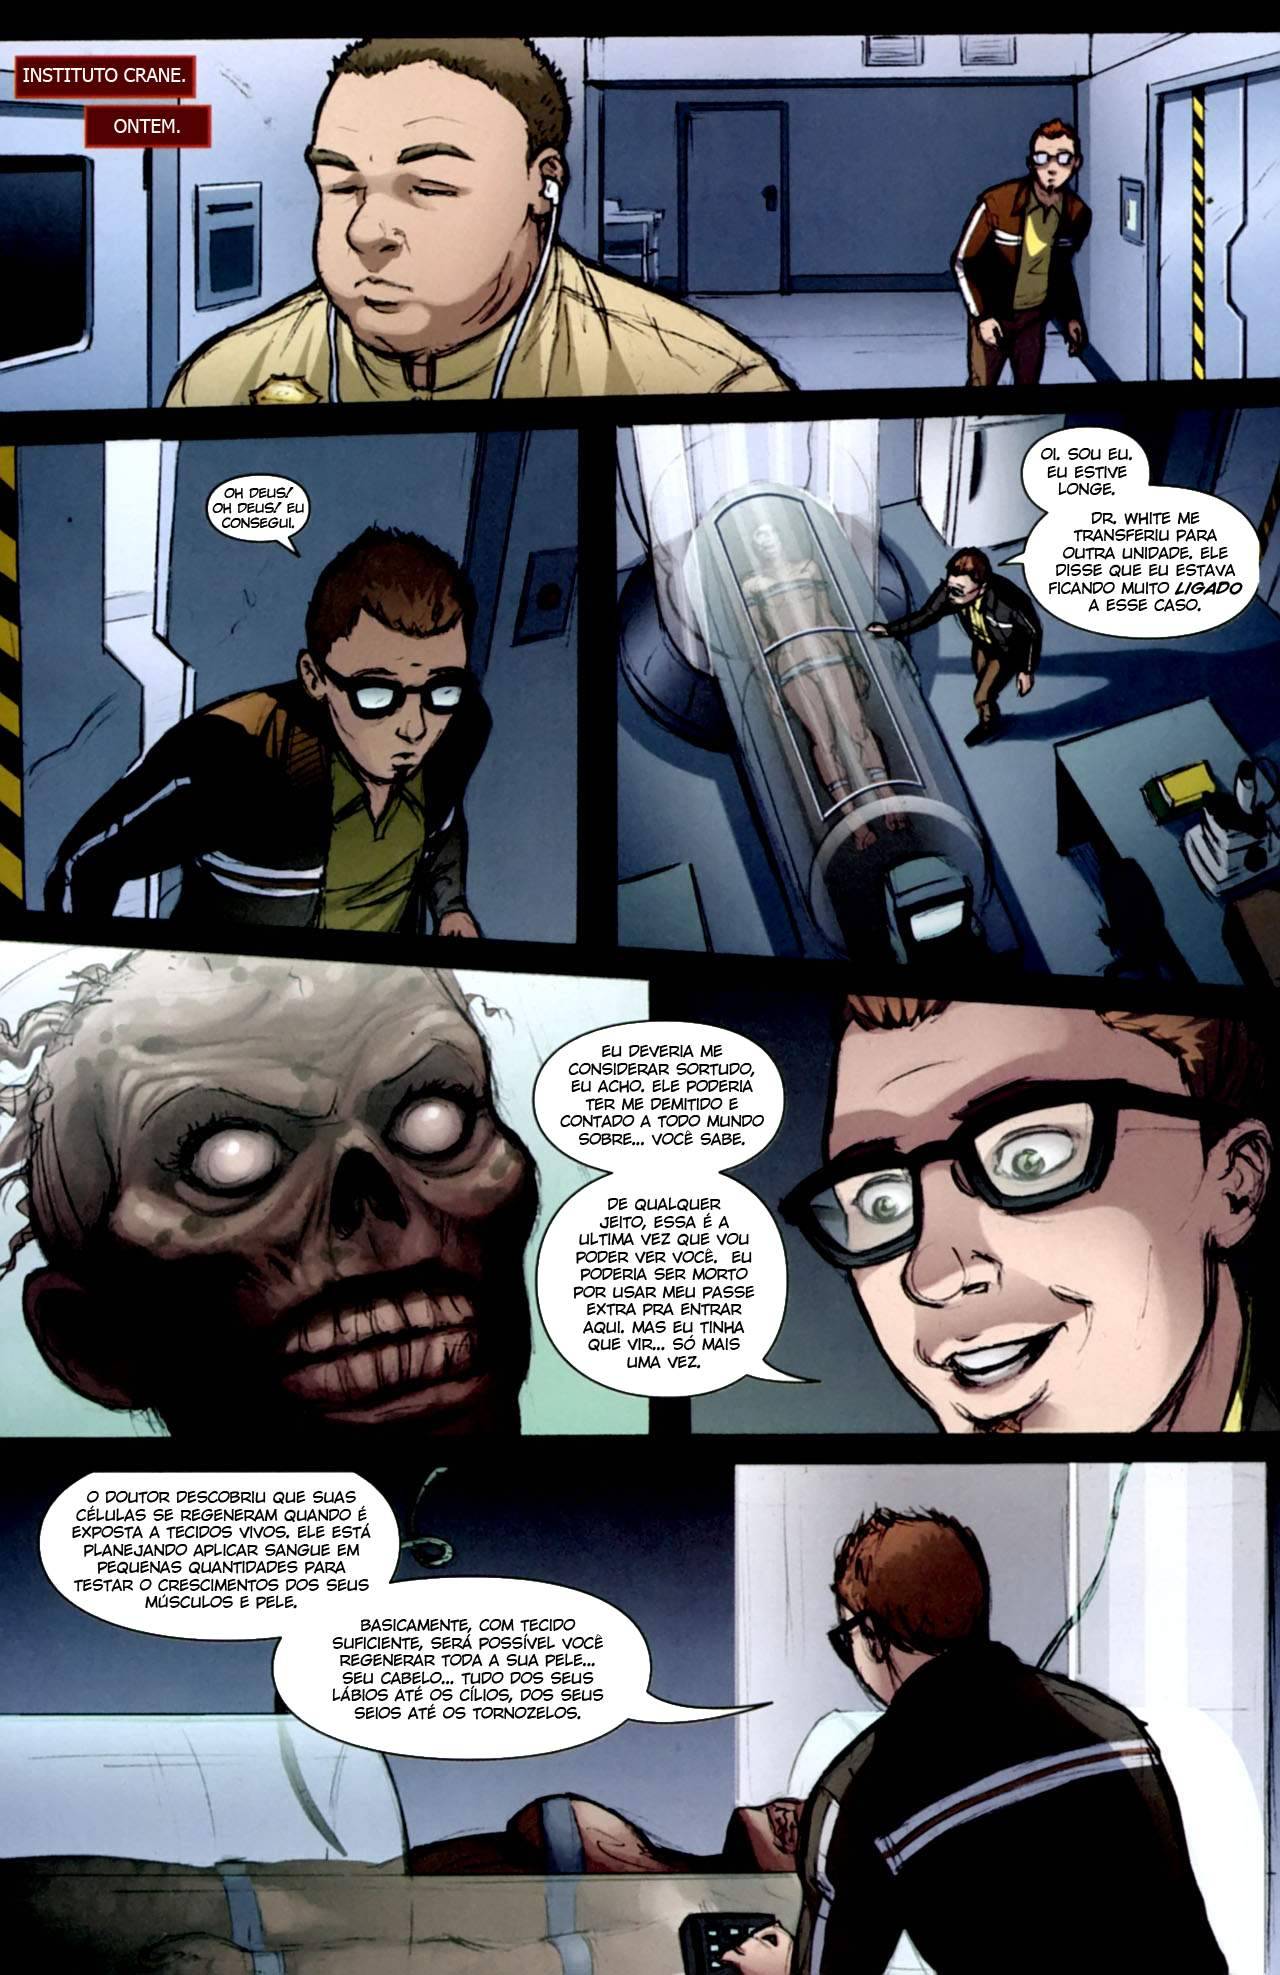 INSTITUTO CRANE.
ONTEM.
OH DEUS!
OH DEUS! EU
CONSEGUI.
OI. SOU EU.
EU ESTIVE
LONGE.
DR. WHITE ME
TRANSFERIU PARA
OUTRA UNIDADE. ELE
DISSE QUE EU ESTAVA
FICANDO MUITO LIGADO
A ESSE CASO.
EU DEVERIA ME
CONSIDERAR SORTUDO,
EU ACHO. ELE PODERIA
TER ME DEMITIDO E
CONTADO A TODO MUNDO
SOBRE... VOCÊ SABE.
DE QUALQUER
JEITO, ESSA É A
ULTIMA VEZ QUE VOU
PODER VER VOCÊ. EU
PODERIA SER MORTO
POR USAR MEU PASSE
EXTRA PRA ENTRAR
AQUI. MAS EU TINHA
QUE VIR... SÓ MAIS
UMA VEZ.
O DOUTOR DESCOBRIU QUE SUAS
CÉLULAS SE REGENERAM QUANDO É
EXPOSTA A TECIDOS VIVOS. ELE ESTÁ
PLANEJANDO APLICAR SANGUE EM
PEQUENAS QUANTIDADES PARA
TESTAR O CRESCIMENTOS DOS SEUS
MÚSCULOS E PELE.
BASICAMENTE, COM TECIDO
SUFICIENTE, SERÁ POSSÍVEL VOCÊ
REGENERAR TODA A SUA PELE...
SEU CABELO... TUDO DOS SEUS
LÁBIOS ATÉ OS CÍLIOS, DOS SEUS
SEIOS ATÉ OS TORNOZELOS.